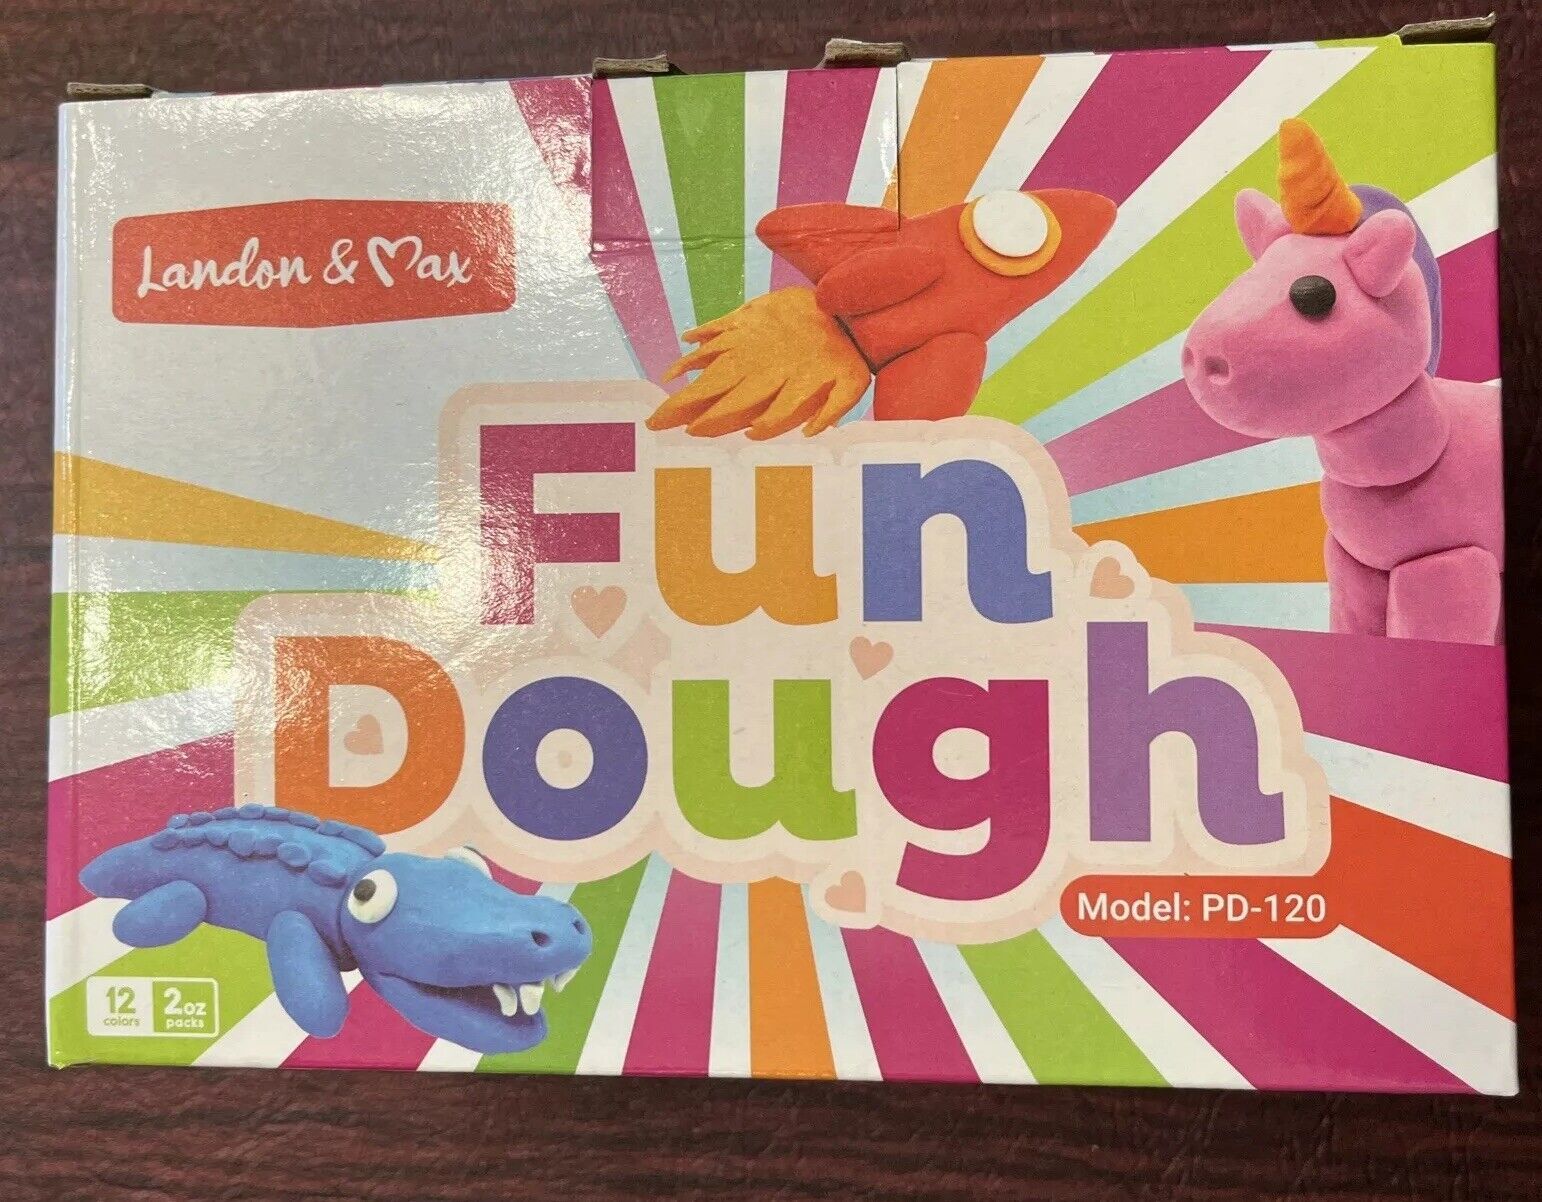 Landon & Max
Fun
Dough
Model: PD-120
12
colors
2oz
packs